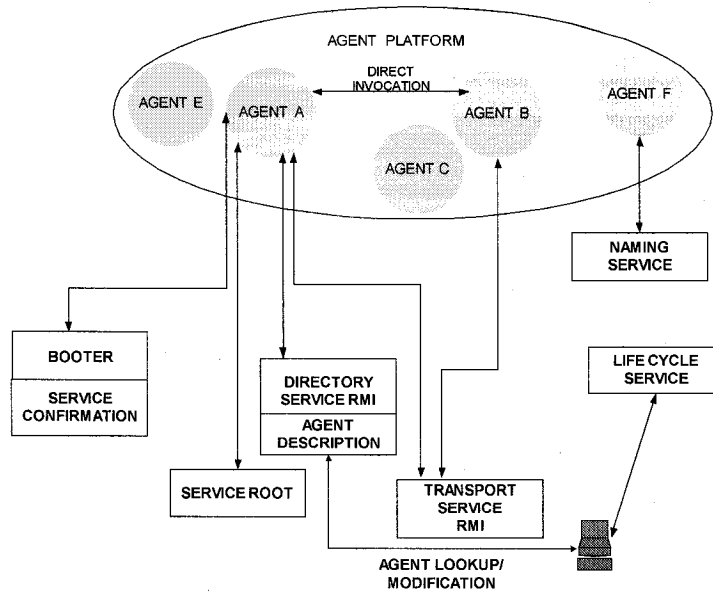 AGENT PLATFORM
DIRECT
INVOCATION
AGENT E
AGENT A
AGENT B
AGENT F
AGENT C
NAMING
SERVICE
BOOTER
SERVICE
CONFIRMATION
DIRECTORY
SERVICE RMI
AGENT
DESCRIPTION
LIFE CYCLE
SERVICE
SERVICE ROOT
TRANSPORT
SERVICE
RMI
AGENT LOOKUP/
MODIFICATION